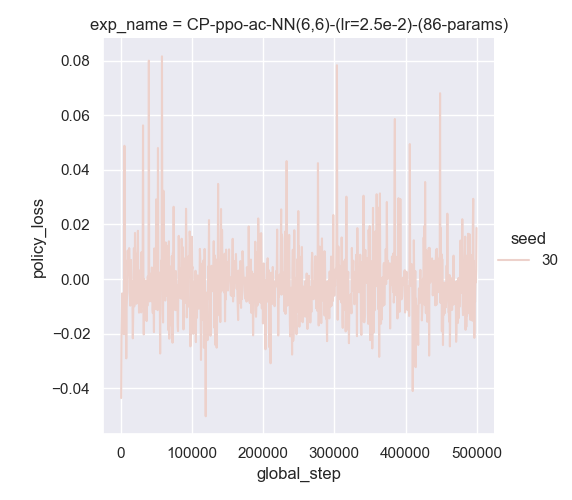 exp_name = CP-ppo-ac-NN(6,6)-(lr=2.5e-2)-(86-params)
0.08
0.06
0.04
0.02
0.00
−0.02
−0.04
policy_loss
0 100000 200000 300000 400000 500000
global_step
seed
30